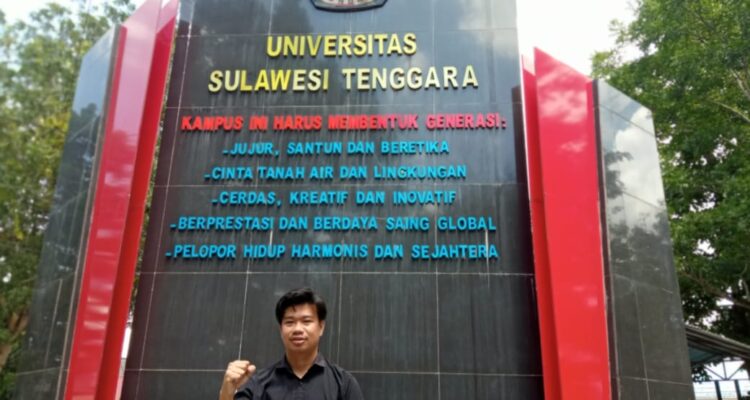 UNIVERSITAS
SULAWESI TENGGARA
KAMPUS INI HARUS MEMBENTUK GENERASI:
-JUJUR, SANTUN DAN BERETIKA
-CINTA TANAH AIR DAN LINGKUNGAN
-CERDAS, KREATIF DAN INOVATIF
-BERPRESTASI DAN BERDAYA SAING GLOBAL
-PELOPOR HIDUP HARMONIS DAN SEJAHTERA